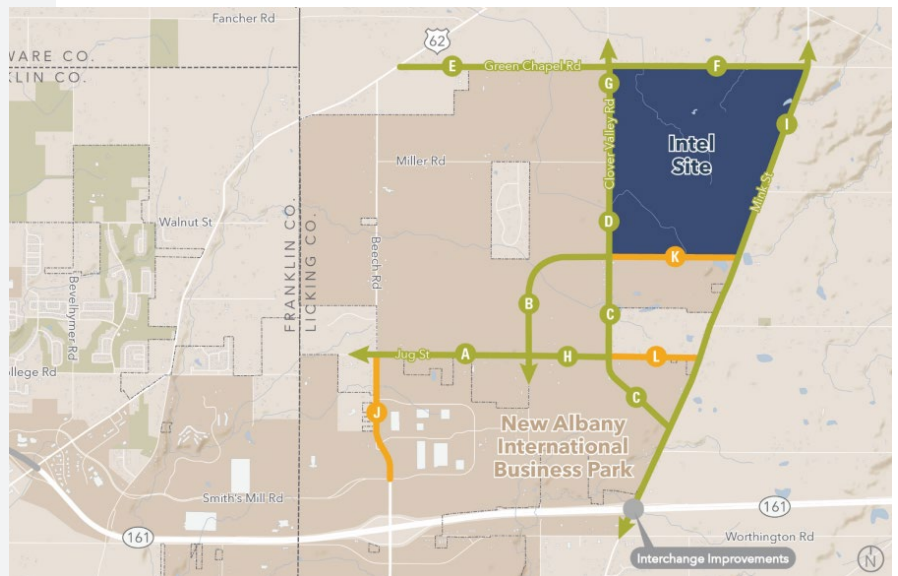 Fancher Rd
62
WARE CO.
KLIN CO.
E
Green Chapel Rd
F
G
Clover Valley Rd
I
Intel
Site
Miller Rd
Mink St
Walnut St
D
FRANKLIN CO.
LICKING CO.
Beech Rd
K
Bevelhymer Rd
B
C
Jug St
A
H
L
ollege Rd
C
J
New Albany
International
Business Park
Smith's Mill Rd
161
161
Worthington Rd
Interchange Improvements
N